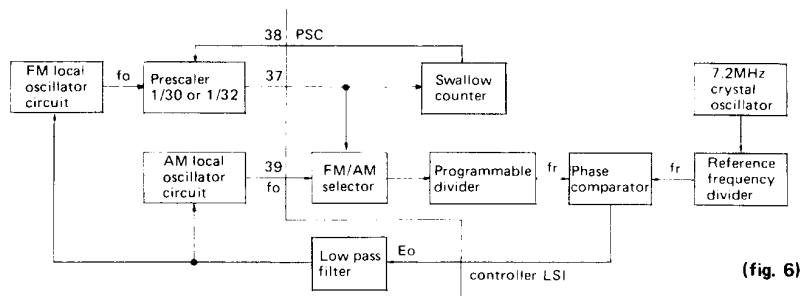 38 PSC
FM local
oscillator
circuit
fo
Prescaler
1/30 or 1/32
37
Swallow
counter
7.2MHz
crystal
oscillator
AM local
oscillator
circuit
39
fo
FM/AM
selector
Programmable
divider
fr
Phase
comparator
fr
Reference
frequency
divider
Low pass
filter
Eo
controller LSI
(fig. 6)